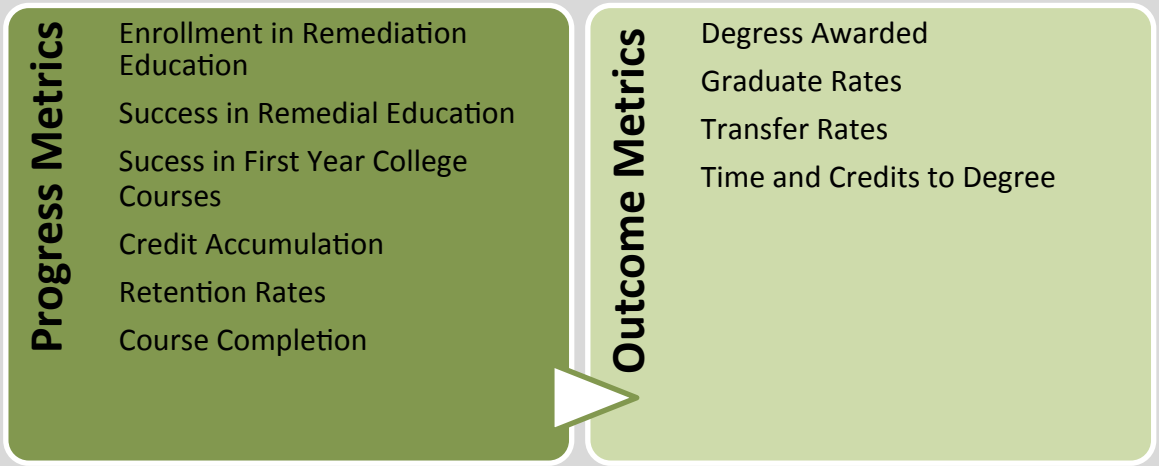 Progress Metrics
Enrollment in Remediation
Education
Success in Remedial Education
Sucess in First Year College
Courses
Credit Accumulation
Retention Rates
Course Completion
Outcome Metrics
Degress Awarded
Graduate Rates
Transfer Rates
Time and Credits to Degree